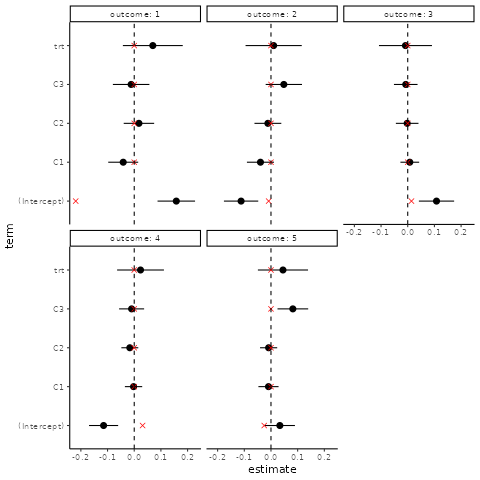 outcome: 1
outcome: 2
outcome: 3
trt
C3
C2
C1
(Intercept)
-0.2 -0.1 0.0 0.1 0.2
term
outcome: 4
outcome: 5
trt
C3
C2
C1
(Intercept)
-0.2 -0.1 0.0 0.1 0.2
-0.2 -0.1 0.0 0.1 0.2
estimate